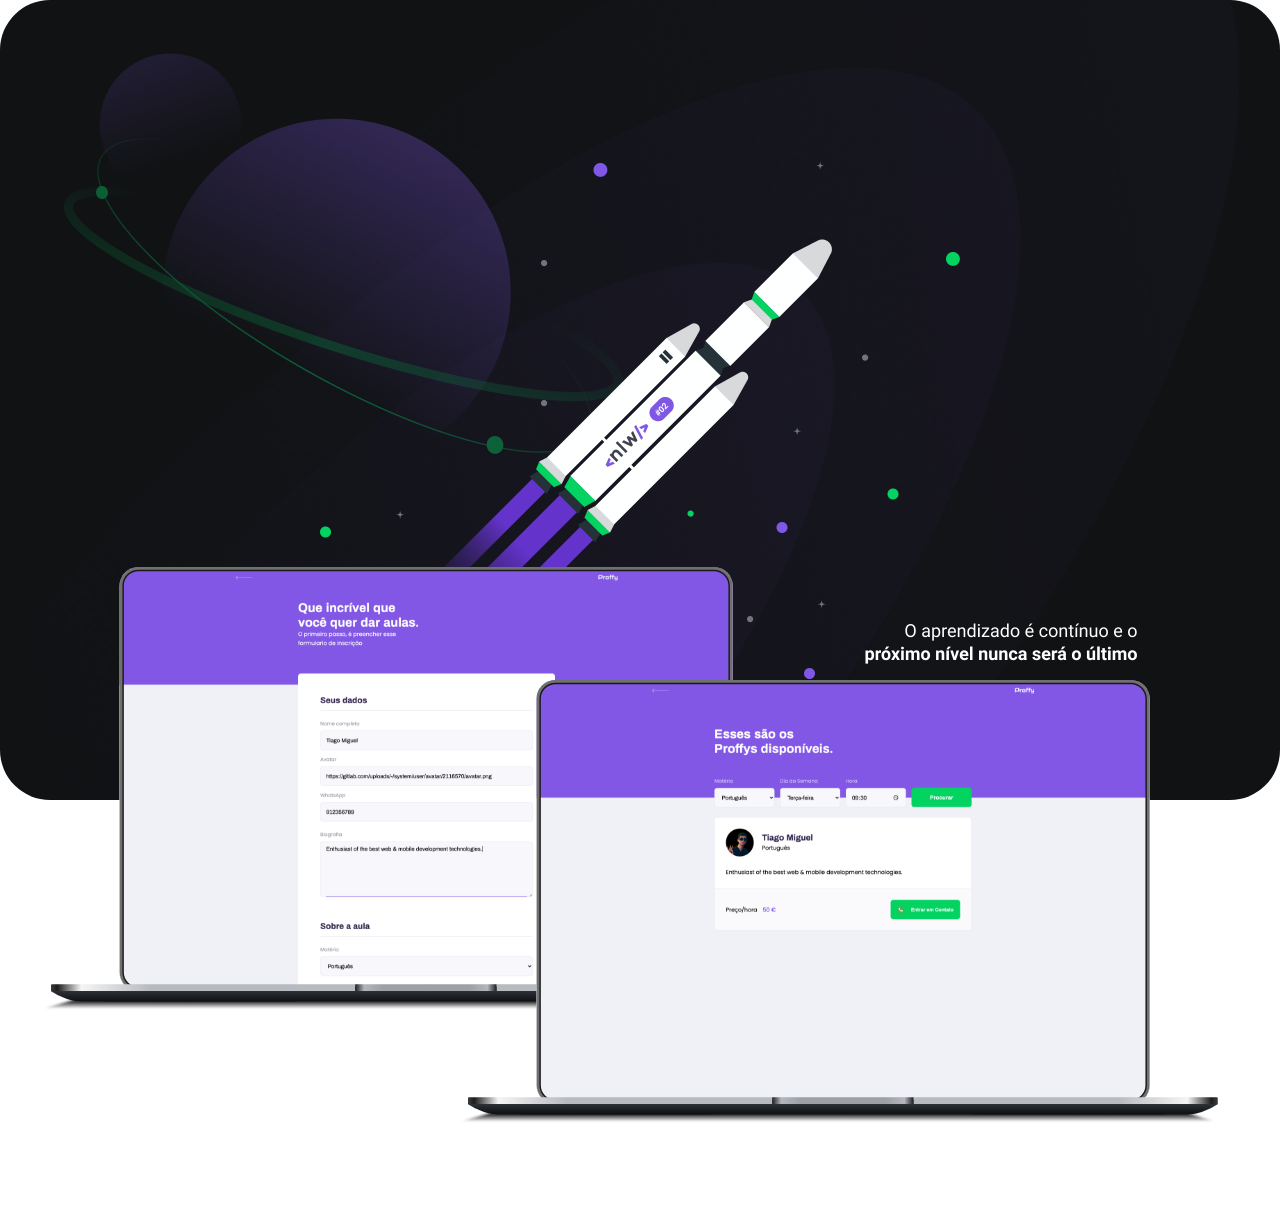 <nlw/> #02
O aprendizado é contínuo e o
próximo nível nunca será o último
Proffy
Que incrível que
você quer dar aulas.
O primeiro passo, é preencher esse
formulario de inscrição
Seus dados
Nome completo
Tiago Miguel
Avatar
https://gitlab.com/uploads/-/system/user/avatar/2116570/avatar.png
WhatsApp
912356789
Biografia
Enthusiast of the best web & mobile development technologies.
Sobre a aula
Matéria
Português
Proffy
Esses são os
Proffys disponíveis.
Matéria Dia da Semana Hora
Português Terça-feira 09:30 Procurar
Tiago Miguel
Português
Enthusiast of the best web & mobile development technologies.
Preço/hora 50 € Entrar em Contato